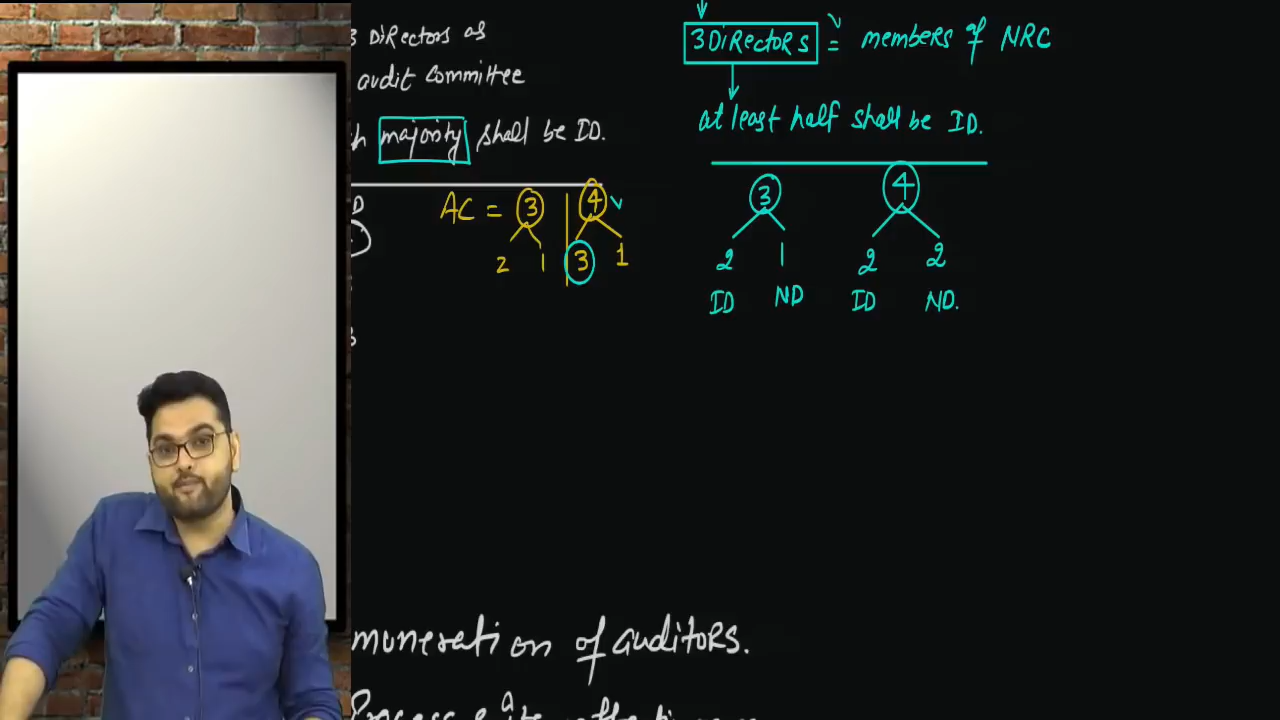 3 Directors as
audit Committee
h majority shall be ID.
D
AC = 3 | 4
2 1 3 1
3 Directors = members of NRC
at least half shall be ID.
3 4
2 1 2 2
ID ND ID ND.
muneration of auditors.
Process &